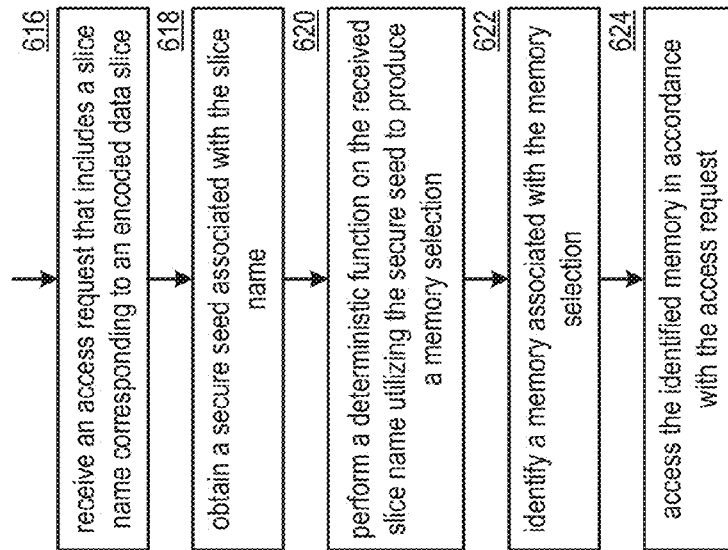 616
receive an access request that includes a slice
name corresponding to an encoded data slice
618
obtain a secure seed associated with the slice
name
620
perform a deterministic function on the received
slice name utilizing the secure seed to produce
a memory selection
622
identify a memory associated with the memory
selection
624
access the identified memory in accordance
with the access request